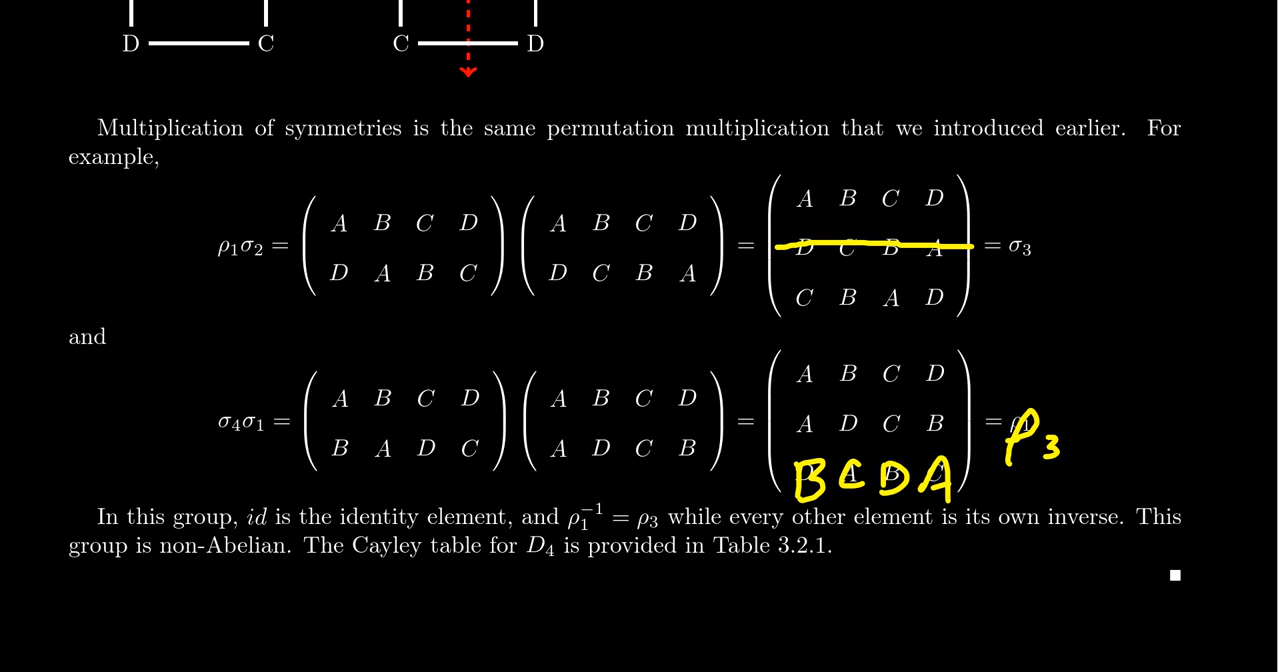 D C C D
Multiplication of symmetries is the same permutation multiplication that we introduced earlier. For
example,
A B C D A B C D A B C D
ρ₁σ₂ = ( ) ( ) = ( D C B A ) = σ₃
D A B C D C B A C B A D
and
A B C D A B C D A B C D
σ₄σ₁ = ( ) ( ) = ( A D C B ) = ρ₃
B A D C A D C B B C D A
In this group, id is the identity element, and ρ₁⁻¹ = ρ₃ while every other element is its own inverse. This
group is non-Abelian. The Cayley table for D₄ is provided in Table 3.2.1.